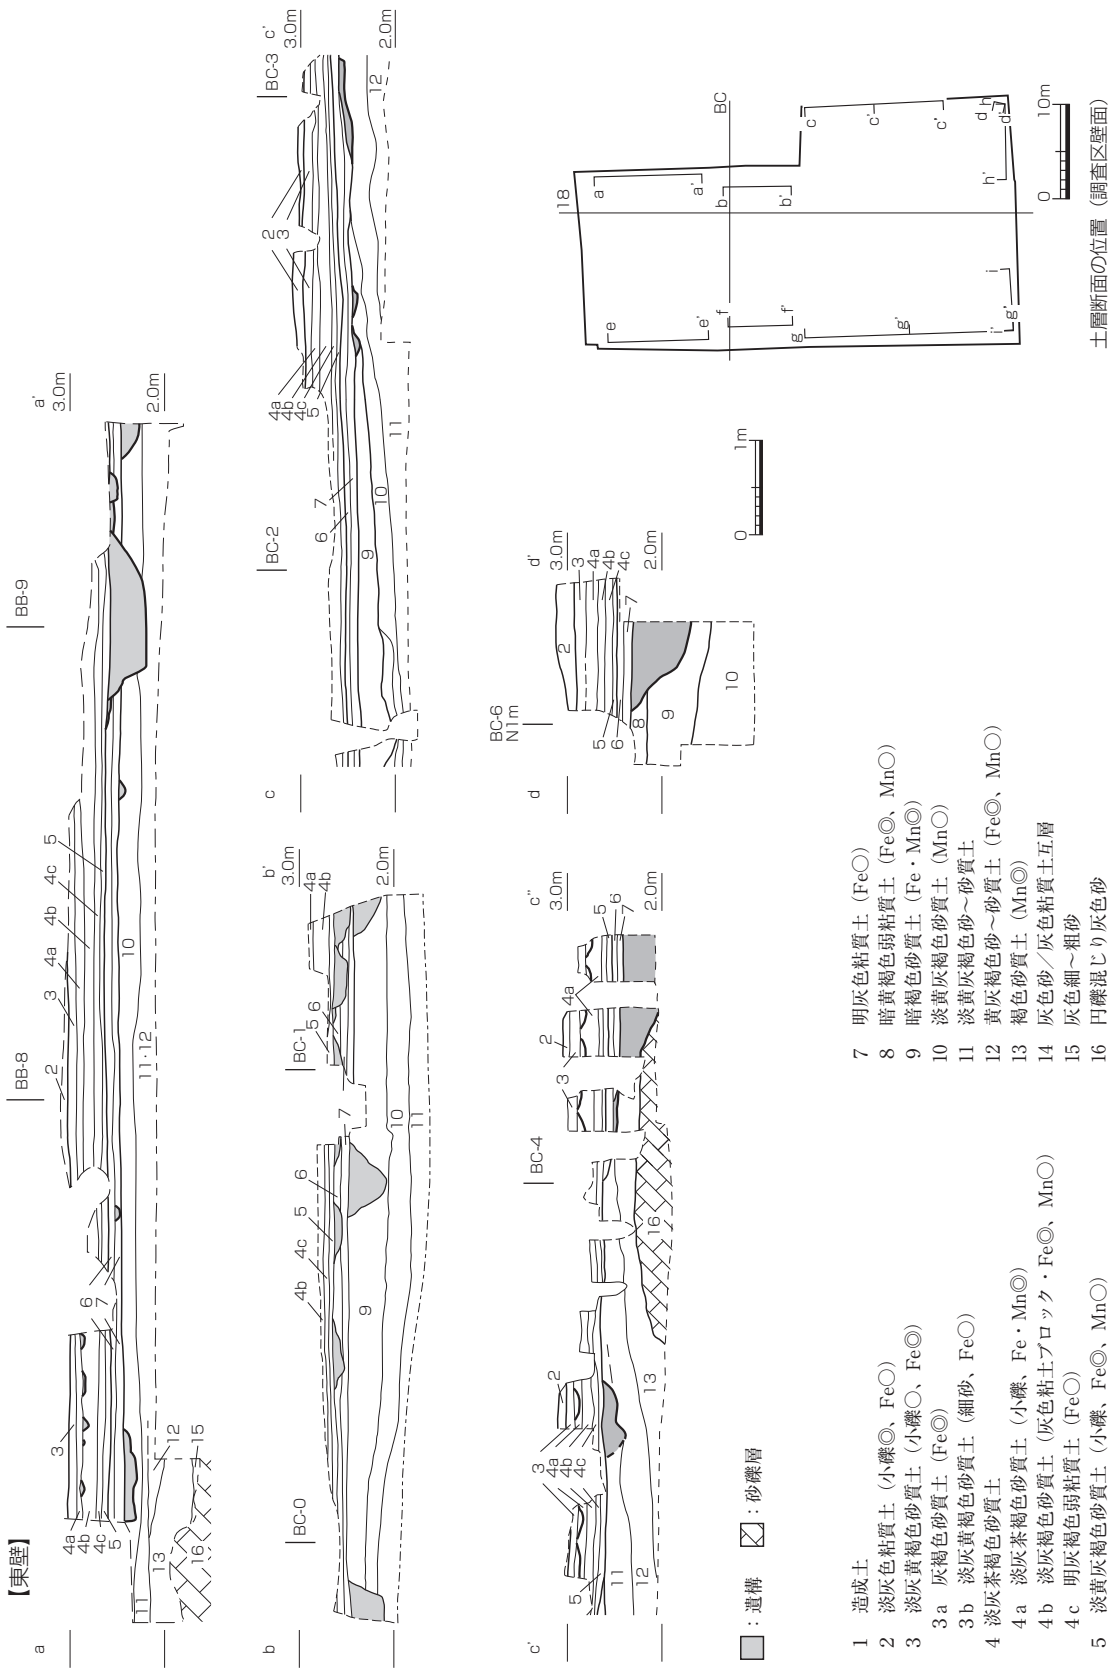 【東壁】
a
a'
3.0m
2.0m
BB-8
BB-9
2
3
4a
4b
4c
5
6
7
3
4a
4b
4c
5
6
7
10
11・12
11
12
13
15
16
b
b'
3.0m
2.0m
BC-0
BC-1
4b
4c
5
6
7
9
10
11
5
6
4a
4b
c
c'
3.0m
2.0m
BC-2
BC-3
2
3
4a
4b
4c
5
6
7
9
10
11
12
c'
c''
3.0m
2.0m
BC-4
5
3
4a
4b
4c
2
11
12
13
16
3
2
4a
5
6
7
d
d'
3.0m
2.0m
BC-6
N1m
2
3
4a
4b
4c
5
6
7
8
9
10
0
1m
:遺構
:砂礫層
18
BC
a
a'
b
b'
c
c'
c'
d
d'
h
h'
e
e'
f
f'
g
g'
g'
i
i'
0
10m
土層断面の位置(調査区壁面)
1 造成土
2 淡灰色粘質土(小礫◎、Fe○)
3 淡灰黄褐色砂質土(小礫○、Fe◎)
3a 灰褐色砂質土(Fe◎)
3b 淡灰黄褐色砂質土(細砂、Fe○)
4 淡灰茶褐色砂質土
4a 淡灰茶褐色砂質土(小礫、Fe・Mn◎)
4b 淡灰褐色砂質土(灰色粘土ブロック・Fe◎、Mn○)
4c 明灰褐色弱粘質土(Fe○)
5 淡黄灰褐色砂質土(小礫、Fe◎、Mn○)
7 明灰色粘質土(Fe○)
8 暗黄褐色弱粘質土(Fe◎、Mn○)
9 暗褐色砂質土(Fe・Mn◎)
10 淡黄灰褐色砂質土(Mn○)
11 淡黄灰褐色砂~砂質土
12 黄灰褐色砂~砂質土(Fe◎、Mn○)
13 褐色砂質土(Mn◎)
14 灰色砂/灰色粘質土互層
15 灰色細~粗砂
16 円礫混じり灰色砂